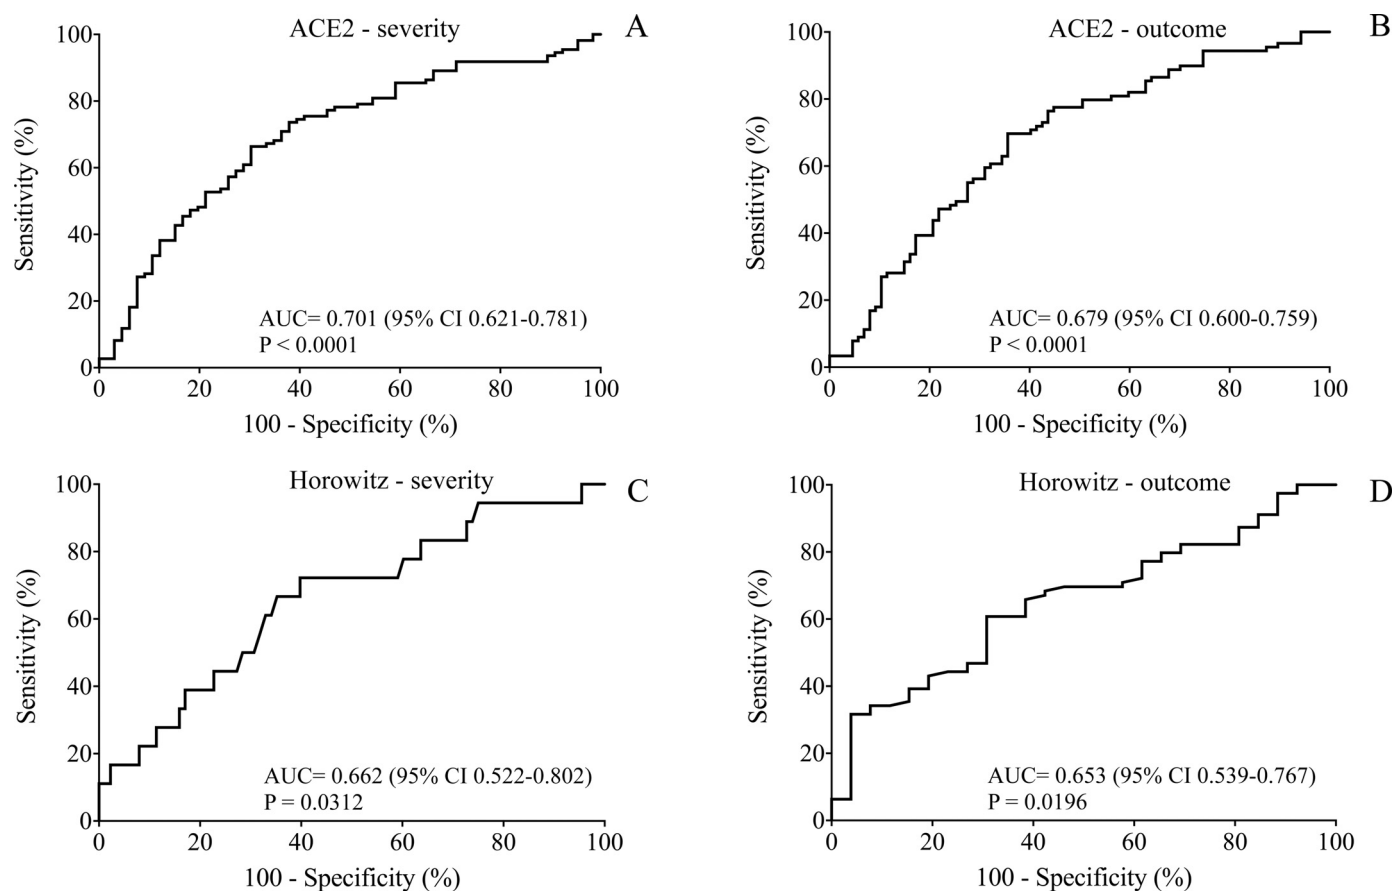 ACE2 - severity
A
100
80
60
40
20
0
Sensitivity (%)
AUC= 0.701 (95% CI 0.621-0.781)
P < 0.0001
0 20 40 60 80 100
100 - Specificity (%)
ACE2 - outcome
B
100
80
60
40
20
0
Sensitivity (%)
AUC= 0.679 (95% CI 0.600-0.759)
P < 0.0001
0 20 40 60 80 100
100 - Specificity (%)
Horowitz - severity
C
100
80
60
40
20
0
Sensitivity (%)
AUC= 0.662 (95% CI 0.522-0.802)
P = 0.0312
0 20 40 60 80 100
100 - Specificity (%)
Horowitz - outcome
D
100
80
60
40
20
0
Sensitivity (%)
AUC= 0.653 (95% CI 0.539-0.767)
P = 0.0196
0 20 40 60 80 100
100 - Specificity (%)